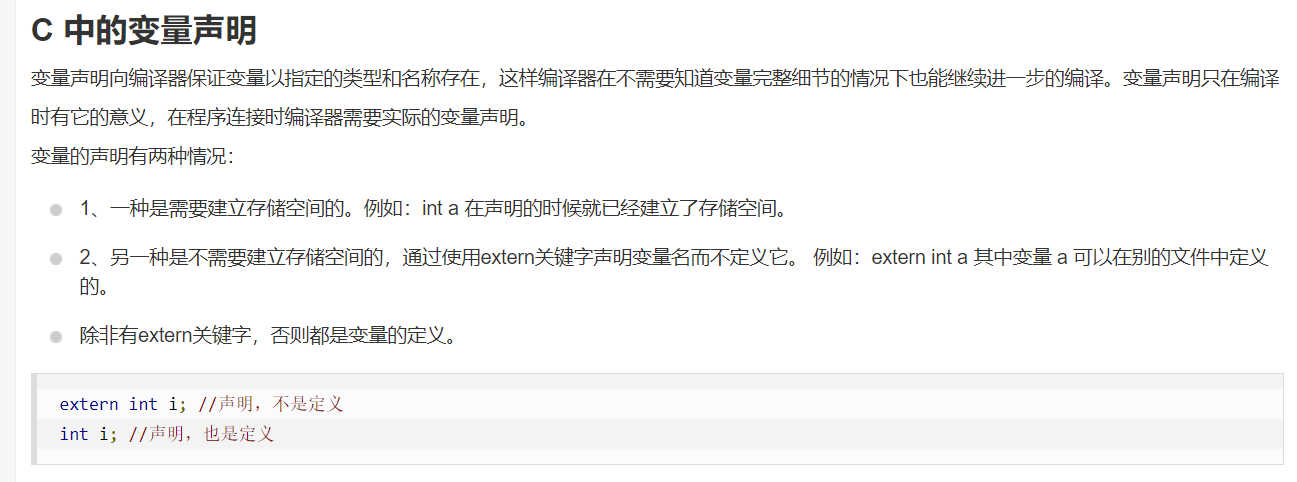 C 中的变量声明
变量声明向编译器保证变量以指定的类型和名称存在，这样编译器在不需要知道变量完整细节的情况下也能继续进一步的编译。变量声明只在编译
时有它的意义，在程序连接时编译器需要实际的变量声明。
变量的声明有两种情况：
1、一种是需要建立存储空间的。例如：int a 在声明的时候就已经建立了存储空间。
2、另一种是不需要建立存储空间的，通过使用extern关键字声明变量名而不定义它。 例如：extern int a 其中变量 a 可以在别的文件中定义
的。
除非有extern关键字，否则都是变量的定义。
extern int i; //声明，不是定义
int i; //声明，也是定义